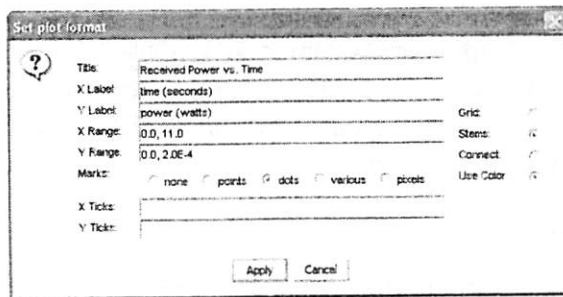 Set plot format
Title: Received Power vs. Time
X Label: time (seconds)
Y Label: power (watts)
X Range: 0.0, 11.0
Y Range: 0.0, 2.0E-4
Marks: none points dots various pixels
X Ticks:
Y Ticks:
Grid:
Stems:
Connect:
Use Color
Apply Cancel